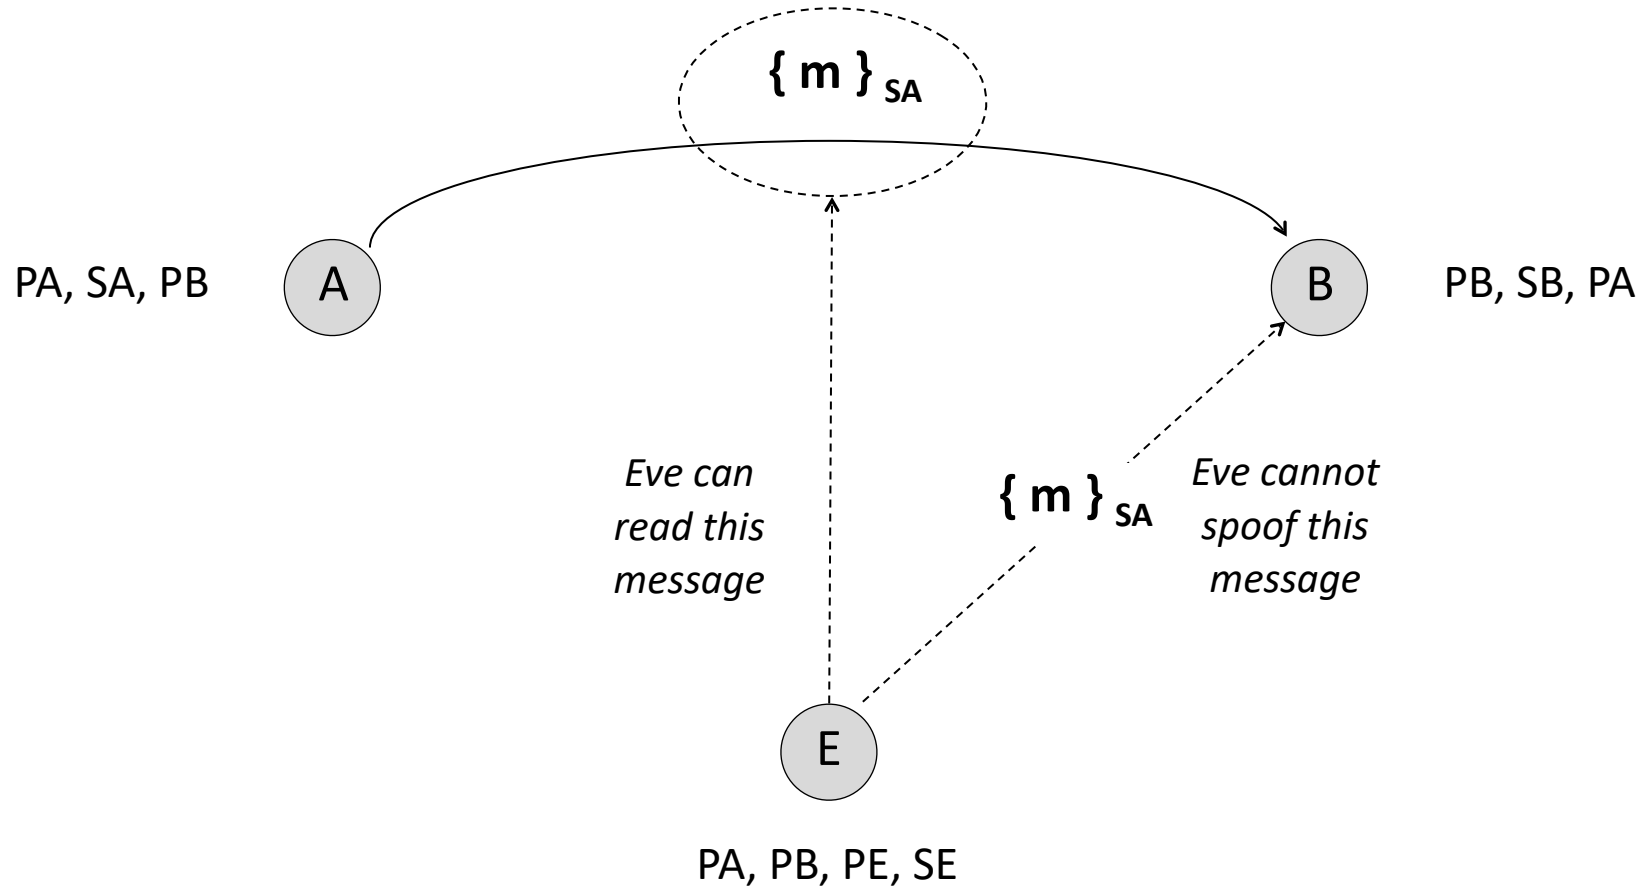 { m } SA
PA, SA, PB
A
B
PB, SB, PA
Eve can
read this
message
{ m } SA
Eve cannot
spoof this
message
E
PA, PB, PE, SE